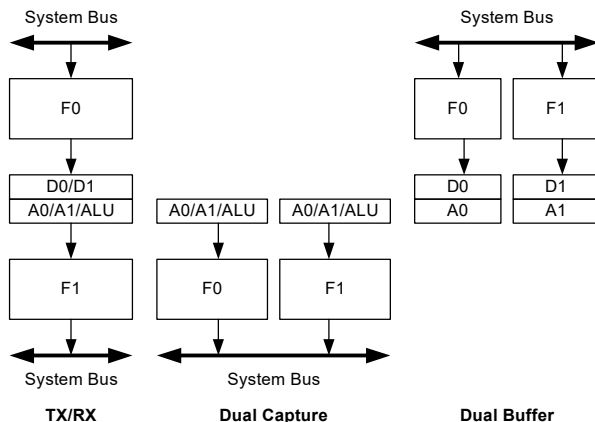 System Bus
System Bus
F0
F0
F1
D0/D1
A0/A1/ALU
D0
A0
D1
A1
A0/A1/ALU
A0/A1/ALU
F1
F0
F1
System Bus
System Bus
TX/RX
Dual Capture
Dual Buffer